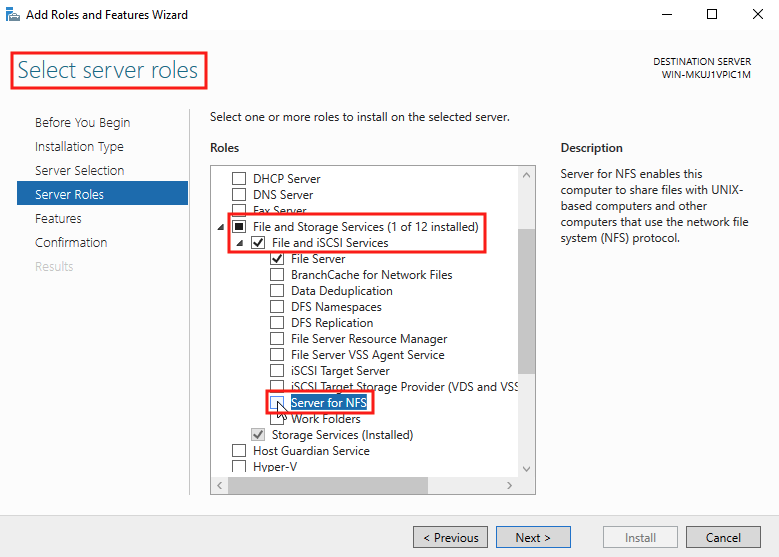 Add Roles and Features Wizard
Select server roles
DESTINATION SERVER
WIN-MKUJ1VPIC1M
Before You Begin
Installation Type
Server Selection
Server Roles
Features
Confirmation
Results
Select one or more roles to install on the selected server.
Roles
DHCP Server
DNS Server
Fax Server
File and Storage Services (1 of 12 installed)
File and iSCSI Services
File Server
BranchCache for Network Files
Data Deduplication
DFS Namespaces
DFS Replication
File Server Resource Manager
File Server VSS Agent Service
iSCSI Target Server
iSCSI Target Storage Provider (VDS and VSS
Server for NFS
Work Folders
Storage Services (Installed)
Host Guardian Service
Hyper-V
Description
Server for NFS enables this
computer to share files with UNIX-
based computers and other
computers that use the network file
system (NFS) protocol.
< Previous
Next >
Install
Cancel